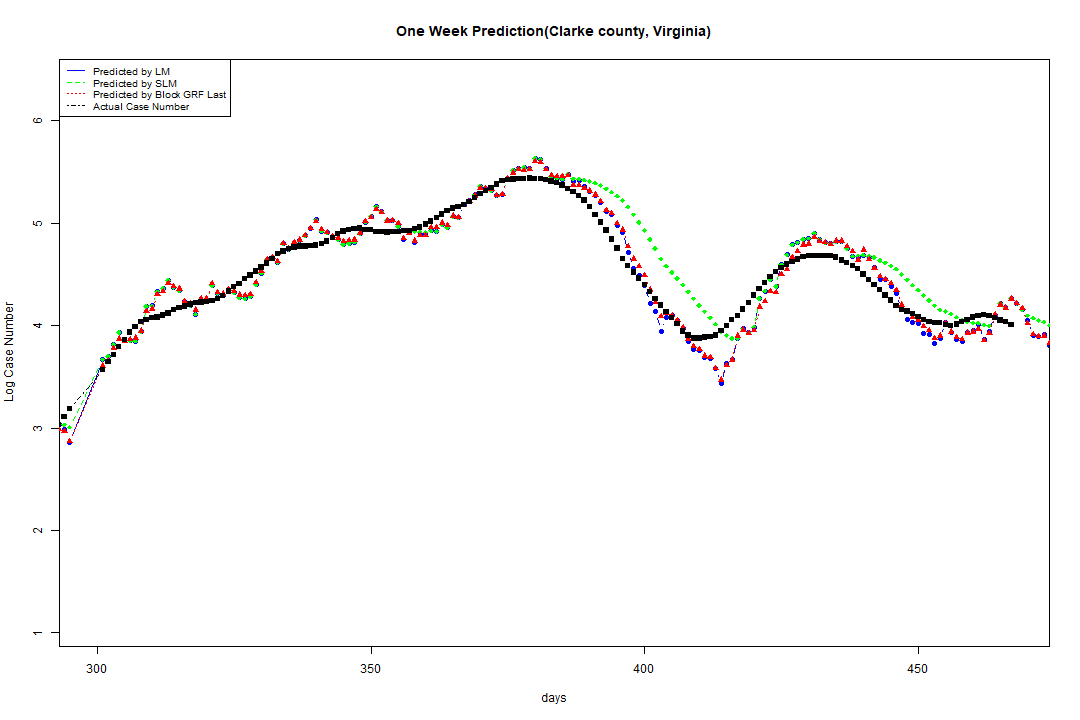 One Week Prediction(Clarke county, Virginia)
Predicted by LM
Predicted by SLM
Predicted by Block GRF Last
Actual Case Number
6
5
4
3
2
1
Log Case Number
300
350
400
450
days